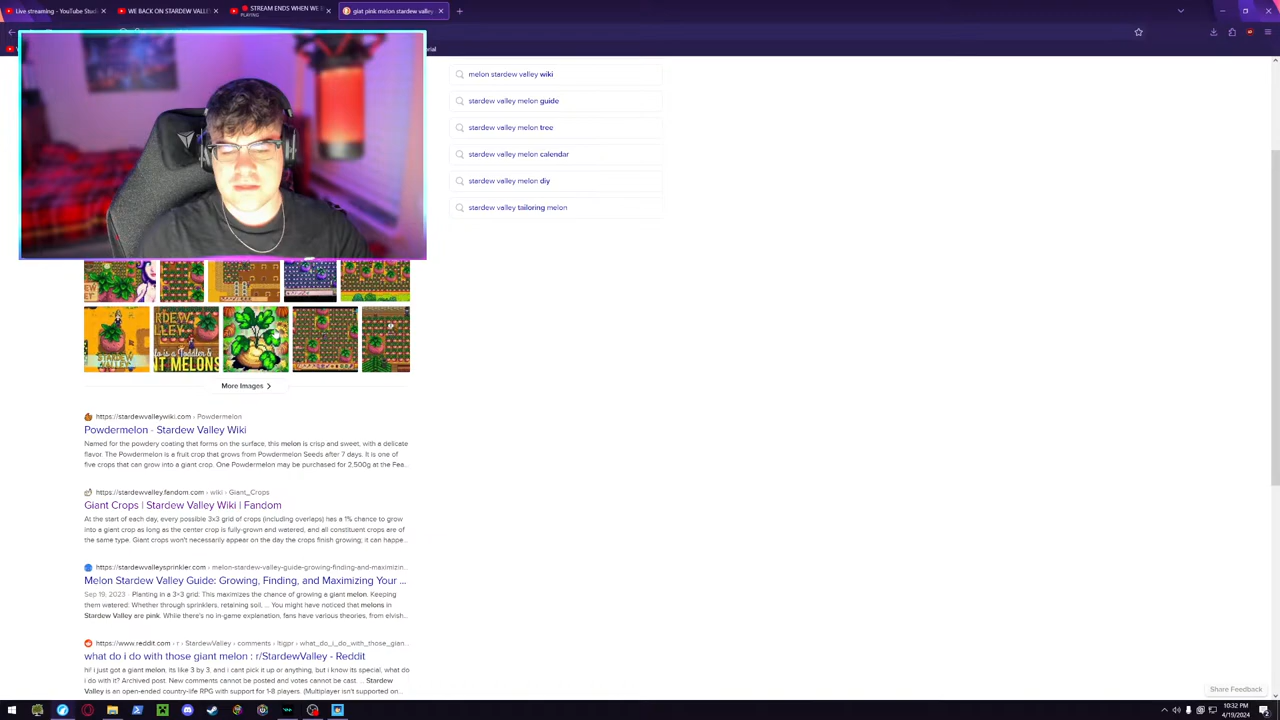 Live streaming - YouTube Studi
WE BACK ON STARDEW VALLE
STREAM ENDS WHEN WE B
PLAYING
giat pink melon stardew valley
melon stardew valley wiki
stardew valley melon guide
stardew valley melon tree
stardew valley melon calendar
stardew valley melon diy
stardew valley tailoring melon
More Images
https://stardewvalleywiki.com › Powdermelon
Powdermelon - Stardew Valley Wiki
Named for the powdery coating that forms on the surface, this melon is crisp and sweet, with a delicate
flavor. The Powdermelon is a fruit crop that grows from Powdermelon Seeds after 7 days. It is one of
five crops that can grow into a giant crop. One Powdermelon may be purchased for 2,500g at the Fea...
https://stardewvalley.fandom.com › wiki › Giant_Crops
Giant Crops | Stardew Valley Wiki | Fandom
At the start of each day, every possible 3x3 grid of crops (including overlaps) has a 1% chance to grow
into a giant crop as long as the center crop is fully-grown and watered, and all constituent crops are of
the same type. Giant crops won't necessarily appear on the day the crops finish growing; it can happe...
https://stardewvalleysprinkler.com › melon-stardew-valley-guide-growing-finding-and-maximizin...
Melon Stardew Valley Guide: Growing, Finding, and Maximizing Your ...
Sep 19, 2023 · Planting in a 3×3 grid: This maximizes the chance of growing a giant melon. Keeping
them watered: Whether through sprinklers, retaining soil, ... You might have noticed that melons in
Stardew Valley are pink. While there's no in-game explanation, fans have various theories, from elvish...
https://www.reddit.com › r › StardewValley › comments › ltigpr › what_do_i_do_with_those_gian...
what do i do with those giant melon : r/StardewValley - Reddit
hi! i just got a giant melon, its like 3 by 3, and i cant pick it up or anything, but i know its special, what do
i do with it? Archived post. New comments cannot be posted and votes cannot be cast. ... Stardew
Valley is an open-ended country-life RPG with support for 1-8 players. (Multiplayer isn't supported on...
Share Feedback
10:32 PM
4/19/2024